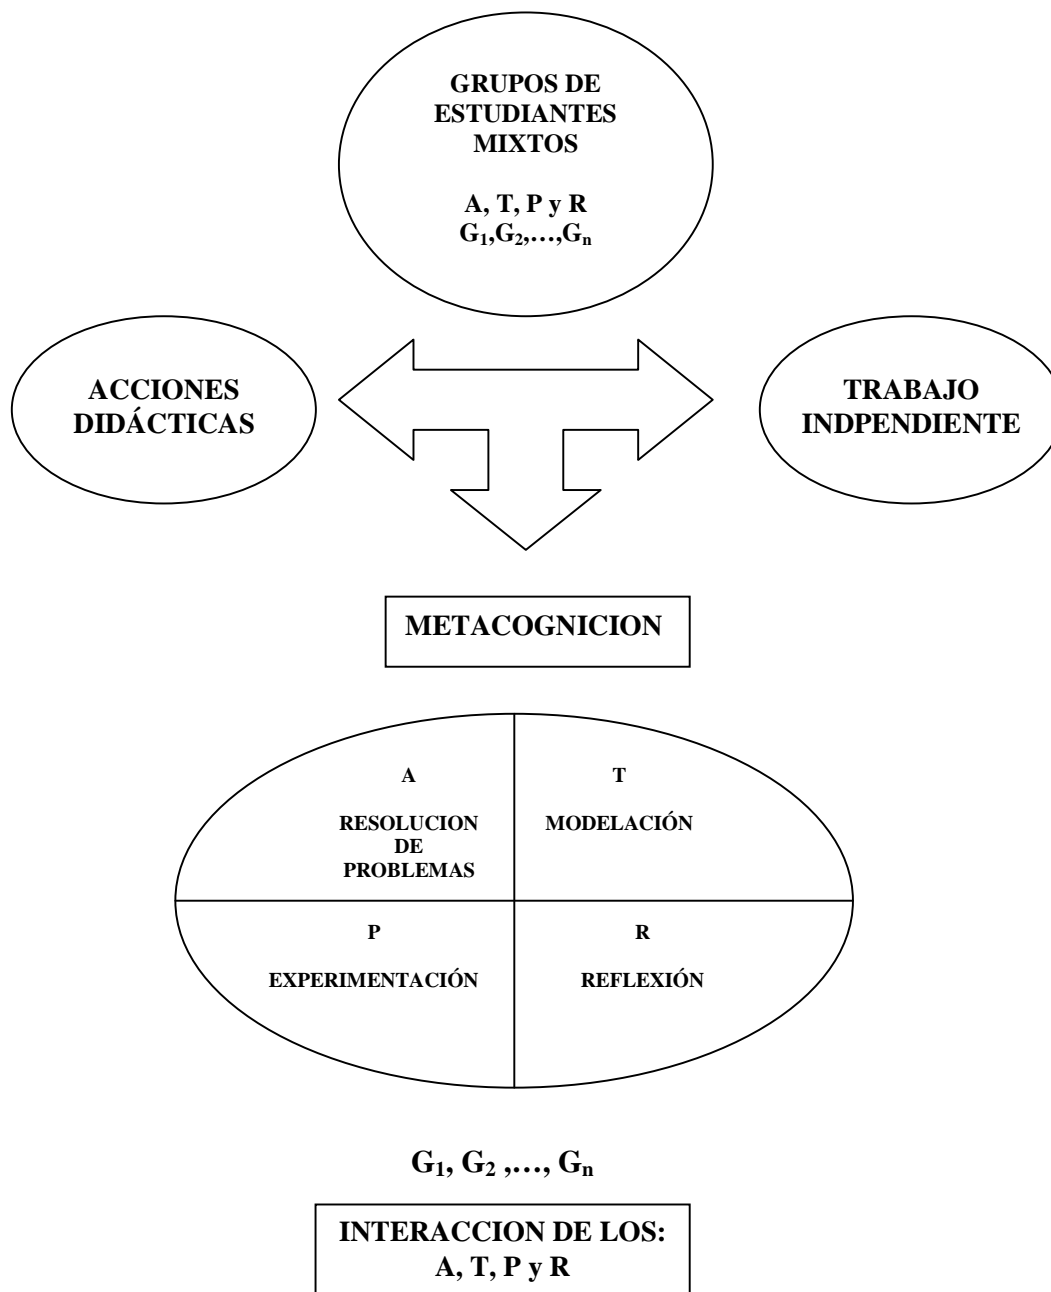 GRUPOS DE
ESTUDIANTES
MIXTOS
A, T, P y R
G₁,G₂,…,Gₙ
ACCIONES
DIDÁCTICAS
TRABAJO
INDPENDIENTE
METACOGNICION
A
RESOLUCION
DE
PROBLEMAS
T
MODELACIÓN
P
EXPERIMENTACIÓN
R
REFLEXIÓN
G₁, G₂ ,…, Gₙ
INTERACCION DE LOS:
A, T, P y R